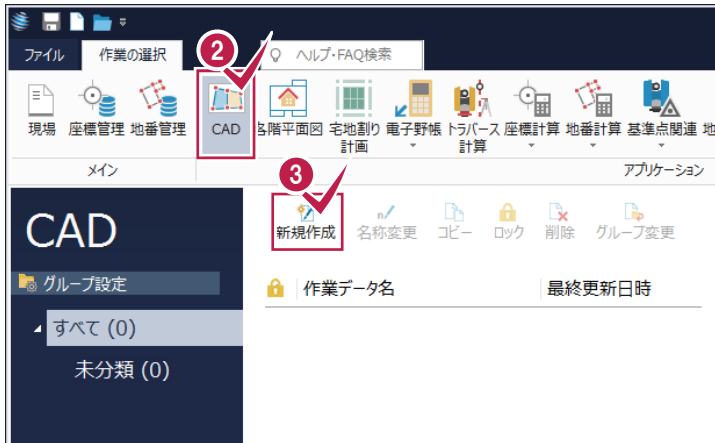 ファイル 作業の選択 ヘルプ・FAQ検索
2
現場 座標管理 地番管理 CAD 各階平面図 宅地割り計画 電子野帳 トラバース計算 座標計算 地番計算 基準点関連 地
メイン アプリケーション
3
CAD
新規作成 名称変更 コピー ロック 削除 グループ変更
グループ設定
作業データ名 最終更新日時
すべて (0)
未分類 (0)